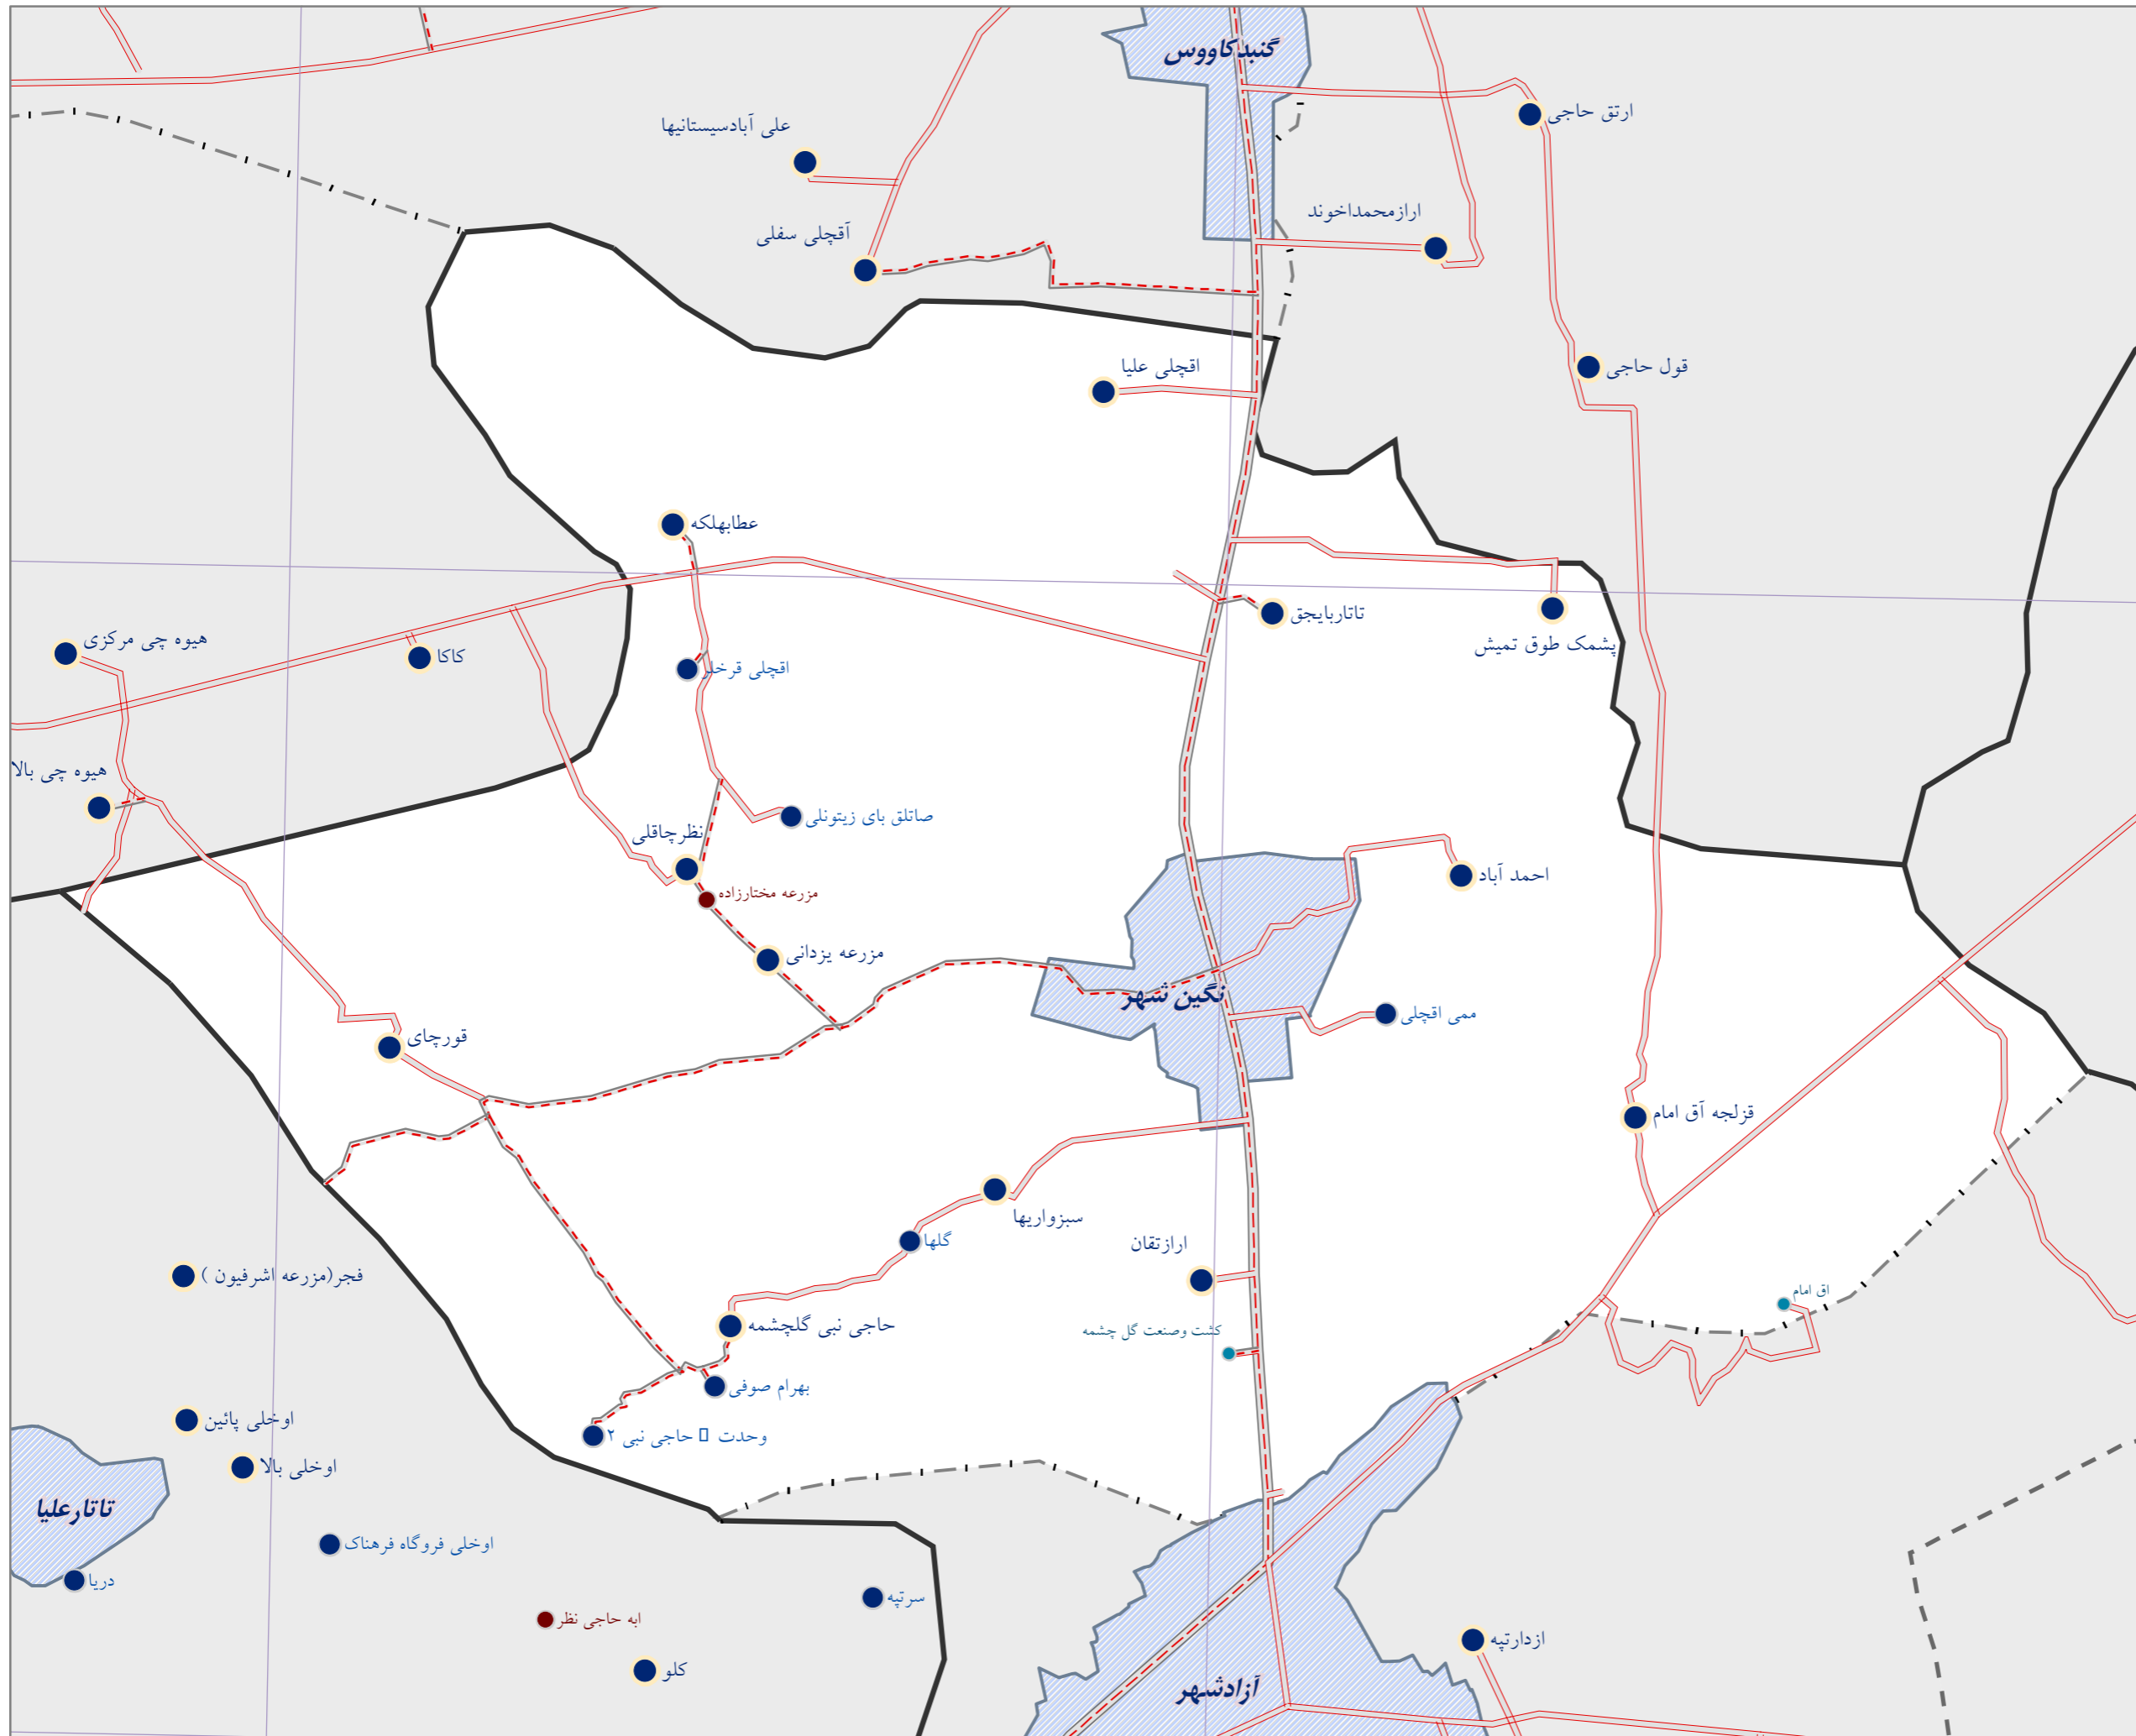 گنبدکاووس
ارتق حاجی
علی آبادسیستانیها
ارازمحمداخوند
آقچلی سفلی
اقچلی علیا
قول حاجی
عطابهلکه
تاتاربایجق
پشمک طوق تمیش
هیوه چی مرکزی
کاکا
اقچلی قرخلر
هیوه چی بالا
صاتلق بای زیتونلی
نظرچاقلی
احمد آباد
مزرعه مختارزاده
مزرعه یزدانی
نگین شهر
ممی اقچلی
قورچای
قزلجه آق امام
سبزواریها
گلها
ارازتقان
فجر(مزرعه اشرفیون )
اق امام
حاجی نبی گلچشمه
کشت وصنعت گل چشمه
بهرام صوفی
اوخلی پائین
وحدت ▯ حاجی نبی ۲
اوخلی بالا
تاتارعلیا
اوخلی فروگاه فرهناک
دریا
سرتپه
ابه حاجی نظر
ازدارتپه
کلو
آزادشهر